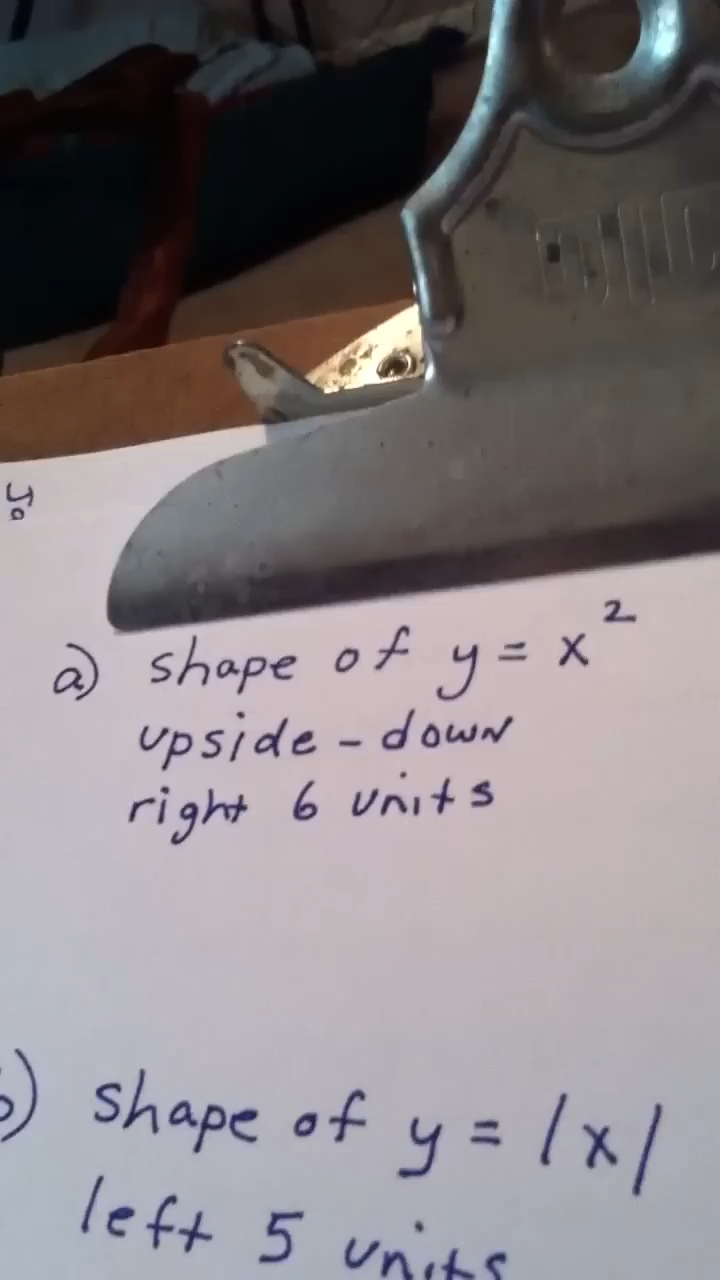 a) shape of y = x²
upside-down
right 6 units
b) shape of y = |x|
left 5 units